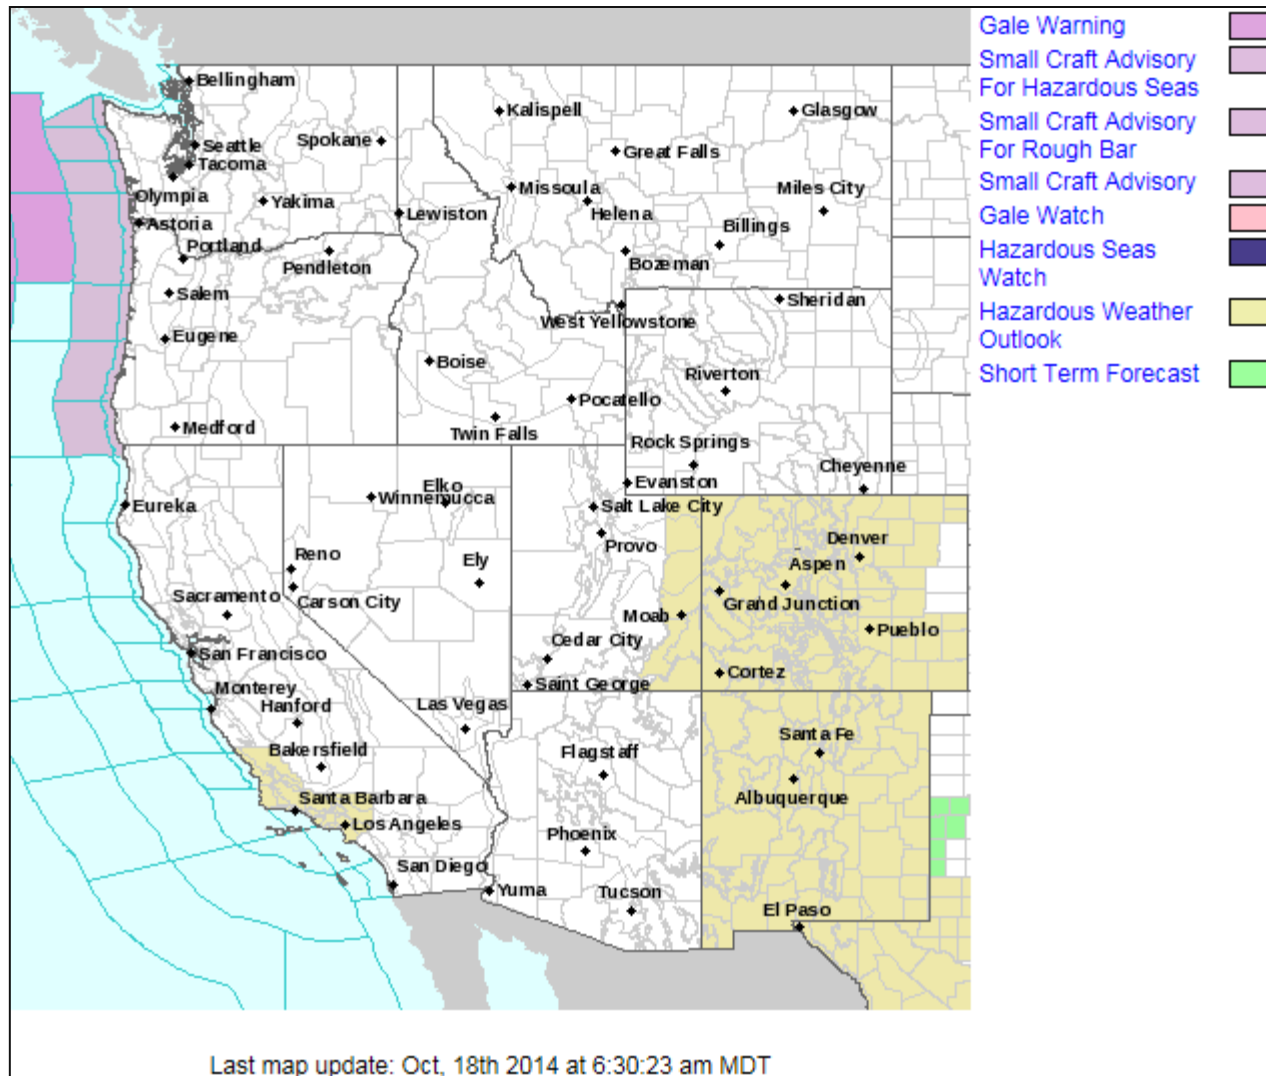 Gale Warning
Small Craft Advisory
For Hazardous Seas
Small Craft Advisory
For Rough Bar
Small Craft Advisory
Gale Watch
Hazardous Seas
Watch
Hazardous Weather
Outlook
Short Term Forecast
Bellingham
Seattle
Tacoma
Olympia
Spokane
Yakima
Astoria
Portland
Pendleton
Lewiston
Salem
Eugene
Medford
Kalispell
Glasgow
Great Falls
Missoula
Helena
Miles City
Billings
Bozeman
West Yellowstone
Sheridan
Boise
Pocatello
Twin Falls
Riverton
Rock Springs
Cheyenne
Evanston
Eureka
Winnemucca
Elko
Salt Lake City
Provo
Reno
Carson City
Ely
Sacramento
San Francisco
Monterey
Hanford
Las Vegas
Cedar City
Saint George
Moab
Denver
Aspen
Grand Junction
Pueblo
Cortez
Bakersfield
Santa Barbara
Los Angeles
San Diego
Yuma
Flagstaff
Phoenix
Tucson
Santa Fe
Albuquerque
El Paso
Last map update: Oct, 18th 2014 at 6:30:23 am MDT